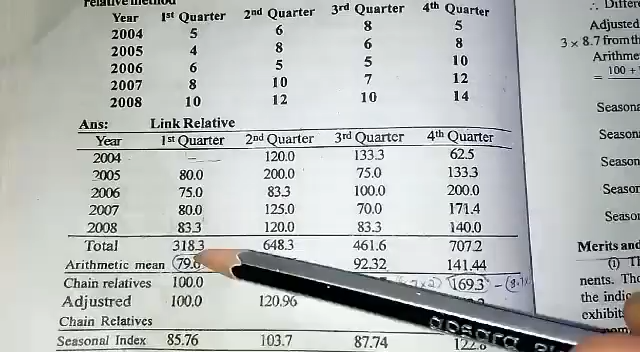 relative method
Year 1st Quarter 2nd Quarter 3rd Quarter 4th Quarter
2004 5 6 8 5
2005 4 8 6 8
2006 6 5 5 10
2007 8 10 7 12
2008 10 12 10 14
Ans: Link Relative
Year 1st Quarter 2nd Quarter 3rd Quarter 4th Quarter
2004 - 120.0 133.3 62.5
2005 80.0 200.0 75.0 133.3
2006 75.0 83.3 100.0 200.0
2007 80.0 125.0 70.0 171.4
2008 83.3 120.0 83.3 140.0
Total 318.3 648.3 461.6 707.2
Arithmetic mean 92.32 141.44
Chain relatives 100.0 169.3
Adjustred 100.0 120.96
Chain Relatives
Seasonal Index 85.76 103.7 87.74 122.8
∴
Adjusted
3 × 8.7 from th
Arithme
= 100 +
Season
Season
Season
Season
Seaso
Merits and
(i) T
nents. Th
the indic
exhibit
apsara